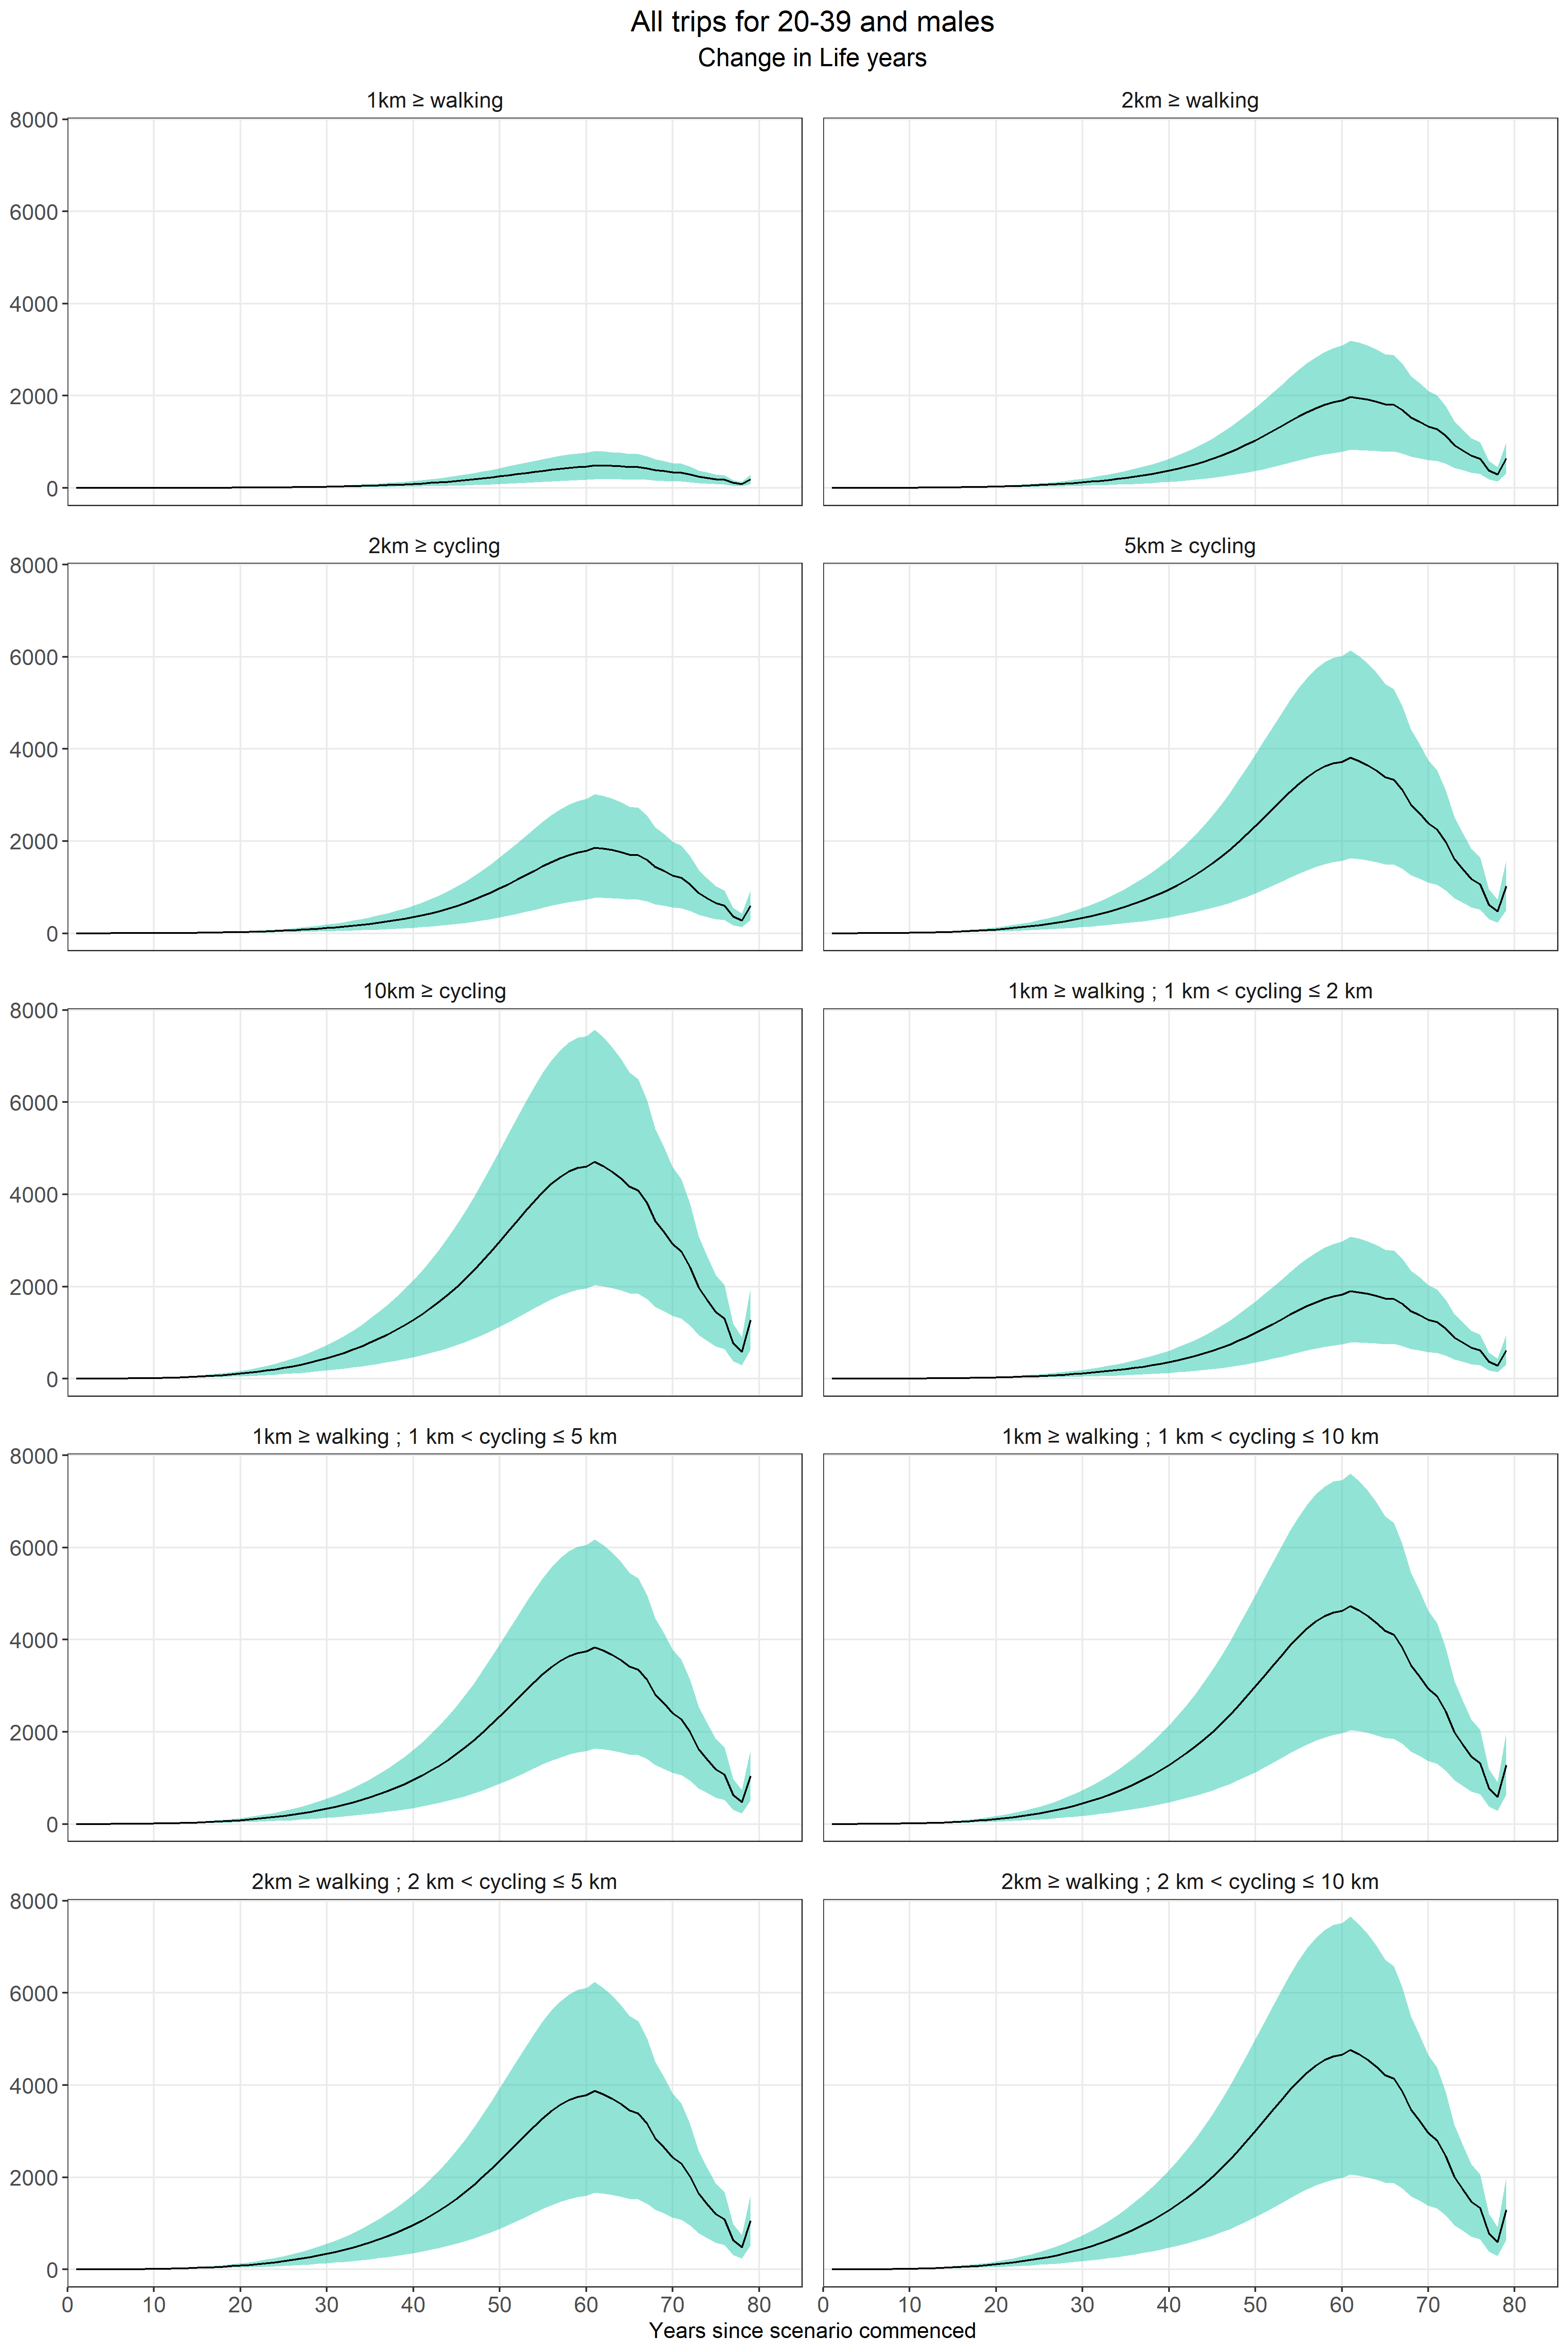 All trips for 20-39 and males
Change in Life years
1km ≥ walking
2km ≥ walking
8000
6000
4000
2000
0
2km ≥ cycling
5km ≥ cycling
8000
6000
4000
2000
0
10km ≥ cycling
1km ≥ walking ; 1 km < cycling ≤ 2 km
8000
6000
4000
2000
0
1km ≥ walking ; 1 km < cycling ≤ 5 km
1km ≥ walking ; 1 km < cycling ≤ 10 km
8000
6000
4000
2000
0
2km ≥ walking ; 2 km < cycling ≤ 5 km
2km ≥ walking ; 2 km < cycling ≤ 10 km
8000
6000
4000
2000
0
0 10 20 30 40 50 60 70 80
0 10 20 30 40 50 60 70 80
Years since scenario commenced